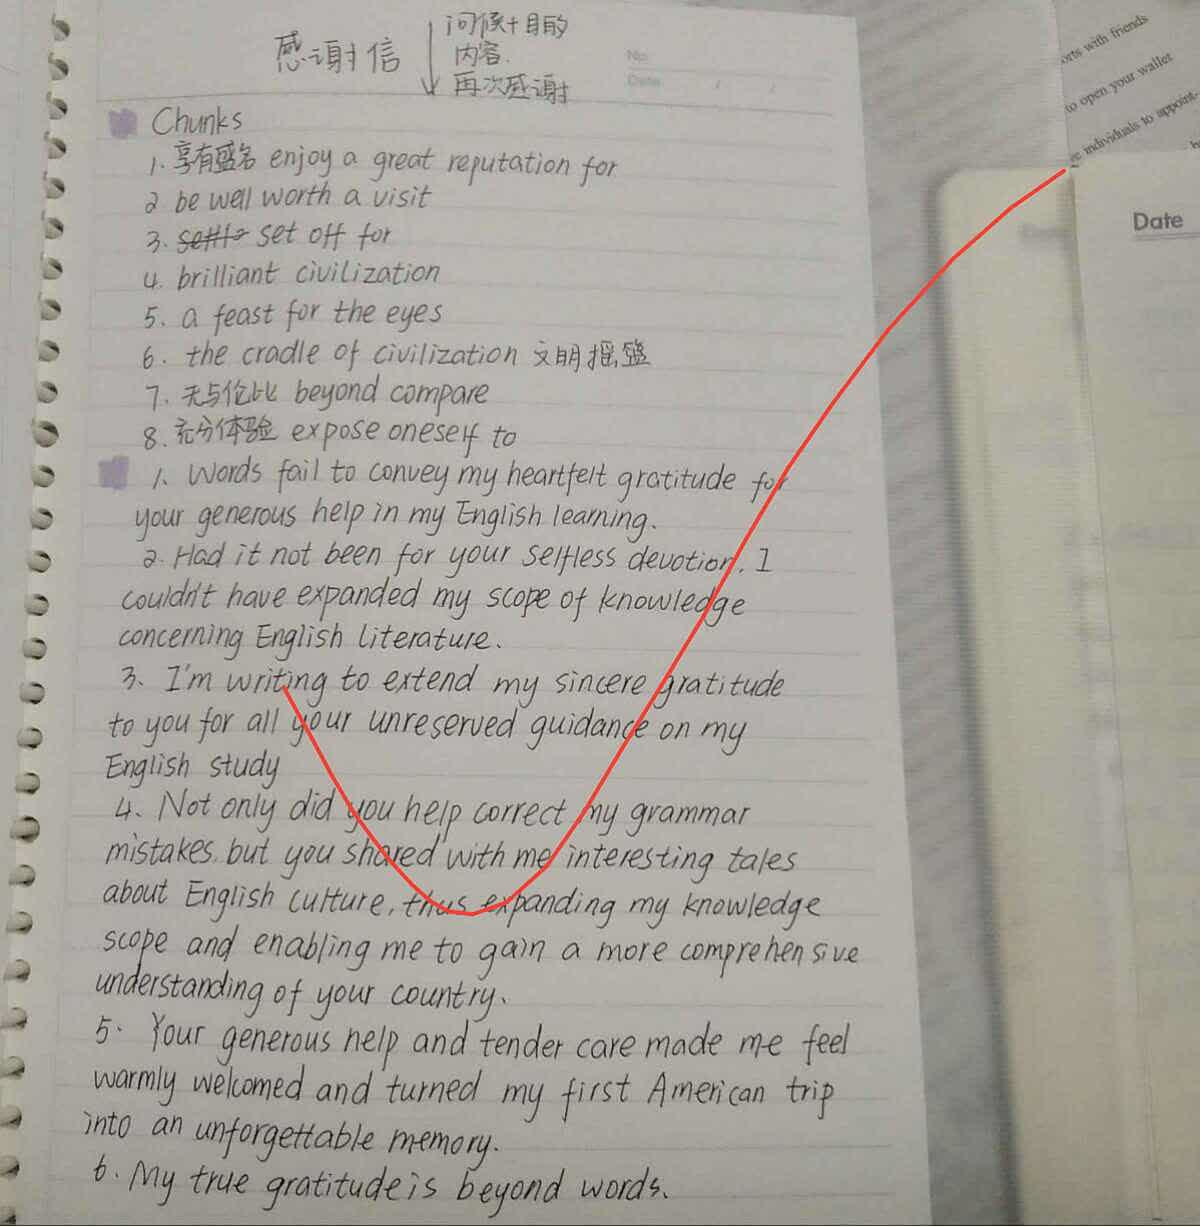 感谢信
问候+目的
内容.
再次感谢
No.
Date
Chunks
1. 享有盛名 enjoy a great reputation for
2 be well worth a visit
3. set off for
4. brilliant civilization
5. a feast for the eyes
6. the cradle of civilization 文明摇篮
7. 无与伦比 beyond compare
8. 充分体验 expose oneself to
1. Words fail to convey my heartfelt gratitude for
your generous help in my English learning.
2. Had it not been for your selfless devotion, I
couldn't have expanded my scope of knowledge
concerning English literature.
3. I'm writing to extend my sincere gratitude
to you for all your unreserved guidance on my
English study
4. Not only did you help correct my grammar
mistakes, but you shared with me interesting tales
about English culture, thus expanding my knowledge
scope and enabling me to gain a more comprehensive
understanding of your country.
5. Your generous help and tender care made me feel
warmly welcomed and turned my first American trip
into an unforgettable memory.
6. My true gratitude is beyond words.
orts with friends
to open your wallet
individuals to appoint-
Date